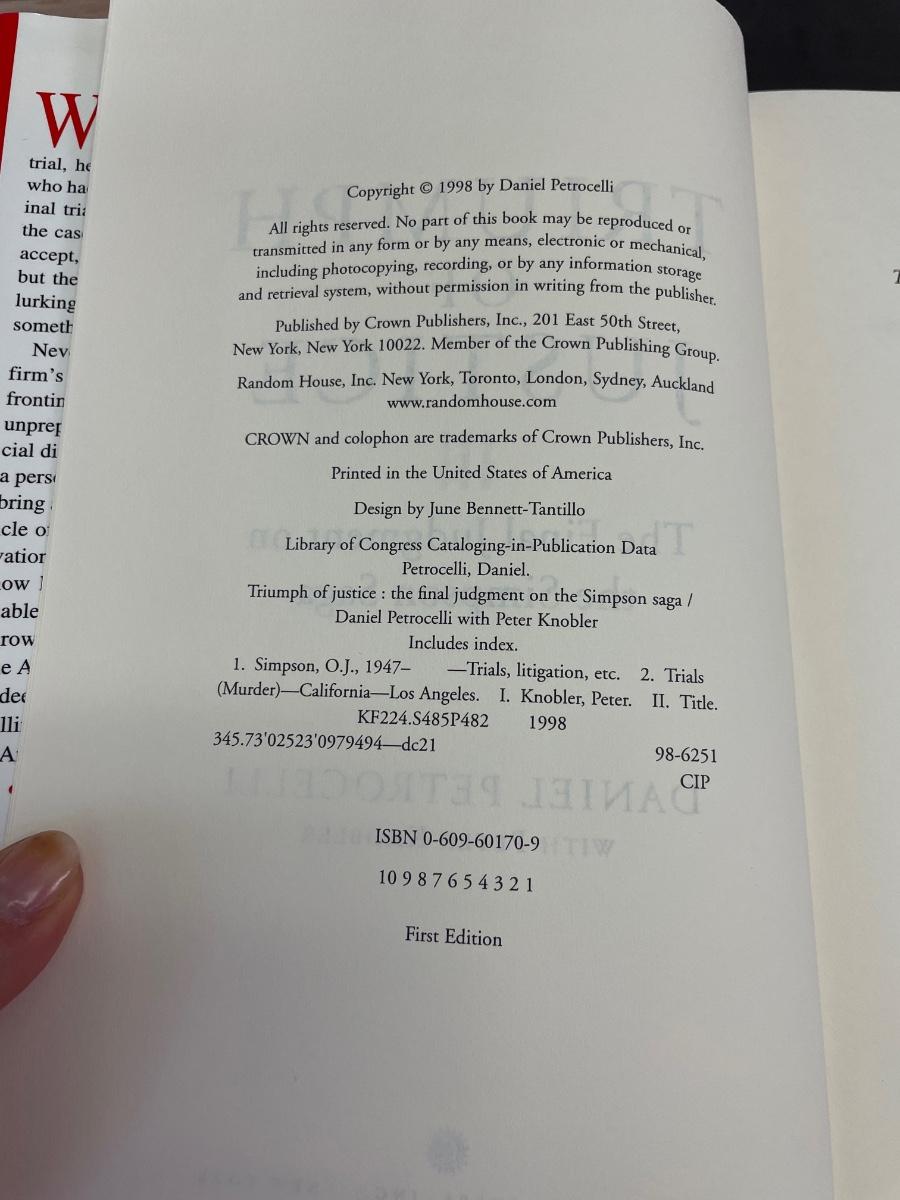 W
trial, he
who ha
inal tri
the cas
accept,
but the
lurking
someth
Nev
firm's
frontin
unprep
cial di
a pers
bring
cle o
vation
ow
able
row
e A
dee
lli
A
Copyright © 1998 by Daniel Petrocelli
All rights reserved. No part of this book may be reproduced or
transmitted in any form or by any means, electronic or mechanical,
including photocopying, recording, or by any information storage
and retrieval system, without permission in writing from the publisher.
Published by Crown Publishers, Inc., 201 East 50th Street,
New York, New York 10022. Member of the Crown Publishing Group.
Random House, Inc. New York, Toronto, London, Sydney, Auckland
www.randomhouse.com
CROWN and colophon are trademarks of Crown Publishers, Inc.
Printed in the United States of America
Design by June Bennett-Tantillo
Library of Congress Cataloging-in-Publication Data
Petrocelli, Daniel.
Triumph of justice : the final judgment on the Simpson saga /
Daniel Petrocelli with Peter Knobler
Includes index.
1. Simpson, O.J., 1947– —Trials, litigation, etc. 2. Trials
(Murder)—California—Los Angeles. I. Knobler, Peter. II. Title.
KF224.S485P482 1998
345.73'02523'0979494—dc21
98-6251
CIP
ISBN 0-609-60170-9
10 9 8 7 6 5 4 3 2 1
First Edition